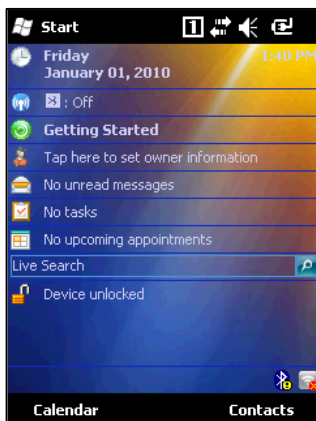 Start 1
Friday 1:40 PM
January 01, 2010
: Off
Getting Started
Tap here to set owner information
No unread messages
No tasks
No upcoming appointments
Live Search
Device unlocked
Calendar Contacts